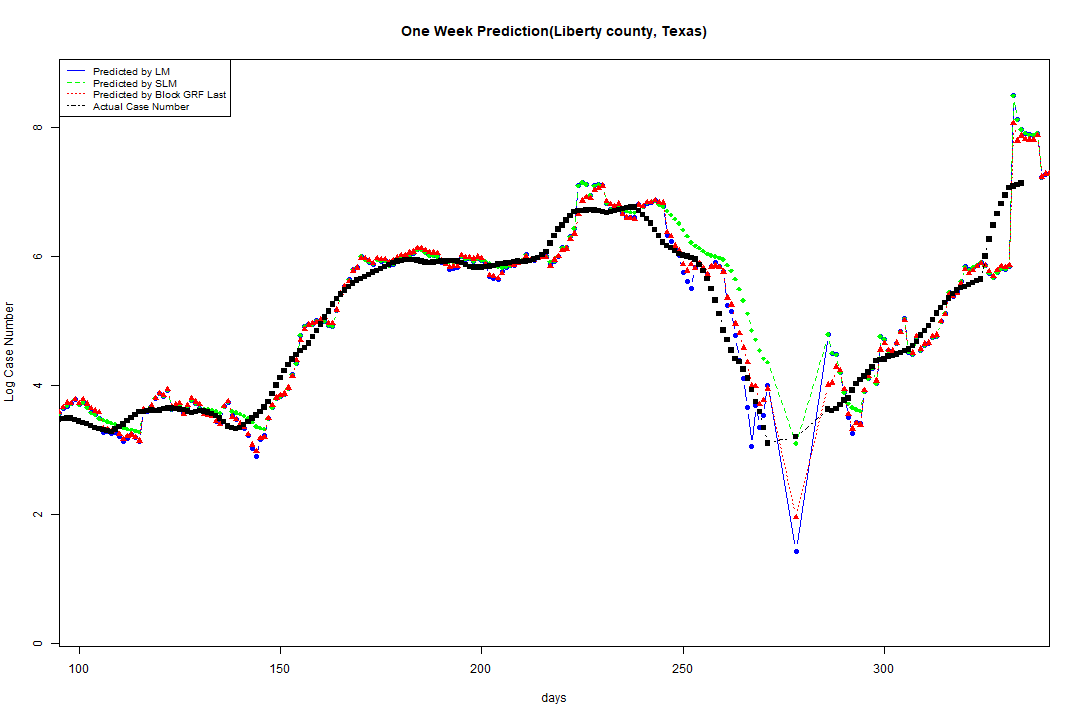 One Week Prediction(Liberty county, Texas)
Predicted by LM
Predicted by SLM
Predicted by Block GRF Last
Actual Case Number
Log Case Number
8
6
4
2
0
100 150 200 250 300
days